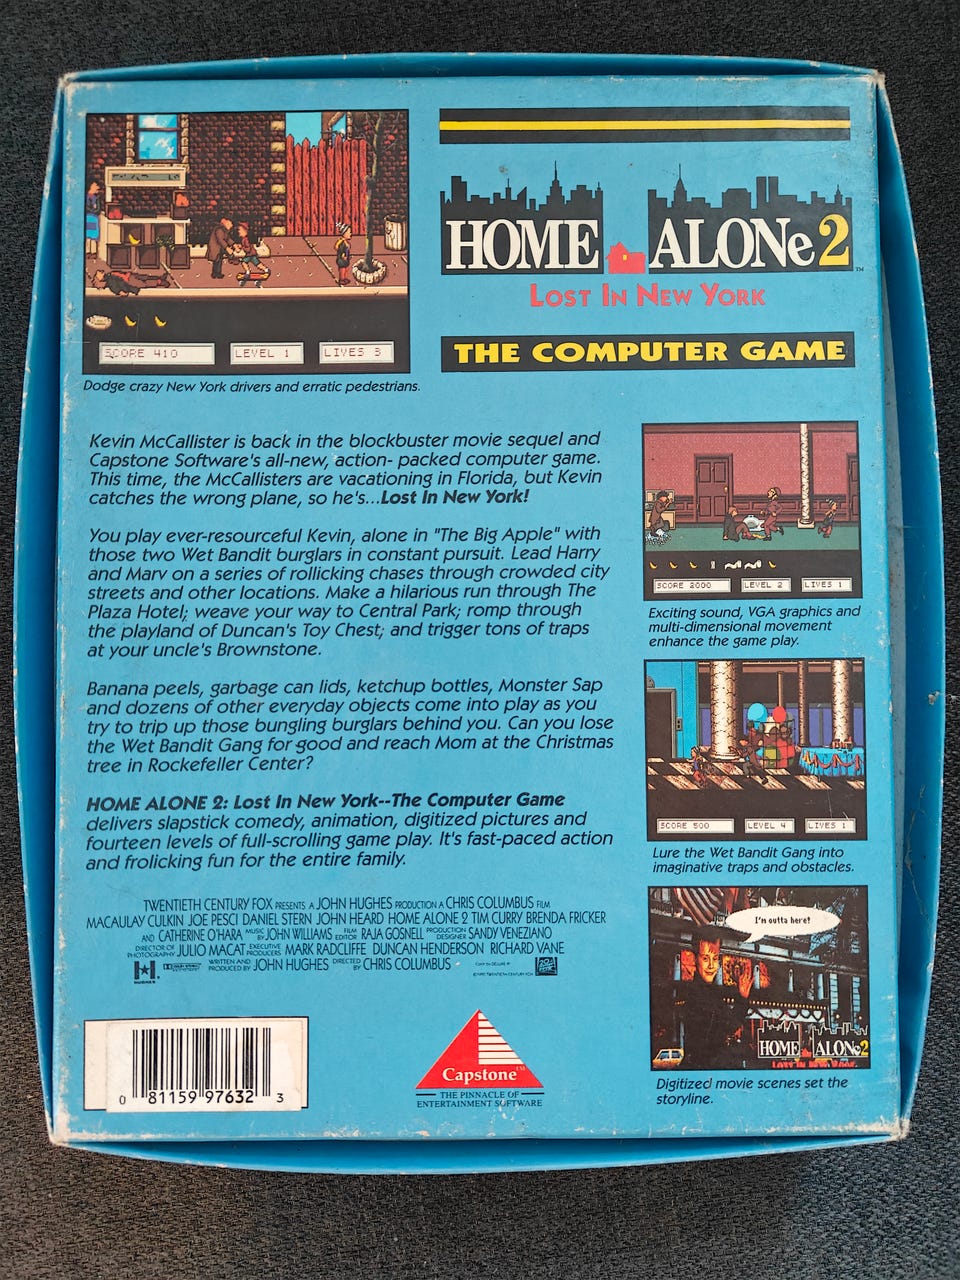 SCORE 410
LEVEL 1
LIVES 3
Dodge crazy New York drivers and erratic pedestrians.
HOME ALONe 2
TM
LOST IN NEW YORK
THE COMPUTER GAME
Kevin McCallister is back in the blockbuster movie sequel and
Capstone Software's all-new, action- packed computer game.
This time, the McCallisters are vacationing in Florida, but Kevin
catches the wrong plane, so he's...Lost In New York!
You play ever-resourceful Kevin, alone in "The Big Apple" with
those two Wet Bandit burglars in constant pursuit. Lead Harry
and Marv on a series of rollicking chases through crowded city
streets and other locations. Make a hilarious run through The
Plaza Hotel; weave your way to Central Park; romp through
the playland of Duncan's Toy Chest; and trigger tons of traps
at your uncle's Brownstone.
Banana peels, garbage can lids, ketchup bottles, Monster Sap
and dozens of other everyday objects come into play as you
try to trip up those bungling burglars behind you. Can you lose
the Wet Bandit Gang for good and reach Mom at the Christmas
tree in Rockefeller Center?
HOME ALONE 2: Lost In New York--The Computer Game
delivers slapstick comedy, animation, digitized pictures and
fourteen levels of full-scrolling game play. It's fast-paced action
and frolicking fun for the entire family.
SCORE 2000
LEVEL 2
LIVES 1
Exciting sound, VGA graphics and
multi-dimensional movement
enhance the game play.
SCORE 500
LEVEL 4
LIVES 1
Lure the Wet Bandit Gang into
imaginative traps and obstacles.
I'm outta here!
HOME ALONe 2
LOST IN NEW YORK
Digitized movie scenes set the
storyline.
TWENTIETH CENTURY FOX PRESENTS A JOHN HUGHES PRODUCTION A CHRIS COLUMBUS FILM
MACAULAY CULKIN JOE PESCI DANIEL STERN JOHN HEARD HOME ALONE 2 TIM CURRY BRENDA FRICKER
AND CATHERINE O'HARA MUSIC BY JOHN WILLIAMS FILM EDITOR RAJA GOSNELL PRODUCTION DESIGNER SANDY VENEZIANO
DIRECTOR OF PHOTOGRAPHY JULIO MACAT EXECUTIVE PRODUCERS MARK RADCLIFFE DUNCAN HENDERSON RICHARD VANE
HUGHES WRITTEN AND PRODUCED BY JOHN HUGHES DIRECTED BY CHRIS COLUMBUS
0 81159 97632 3
Capstone
THE PINNACLE OF
ENTERTAINMENT SOFTWARE